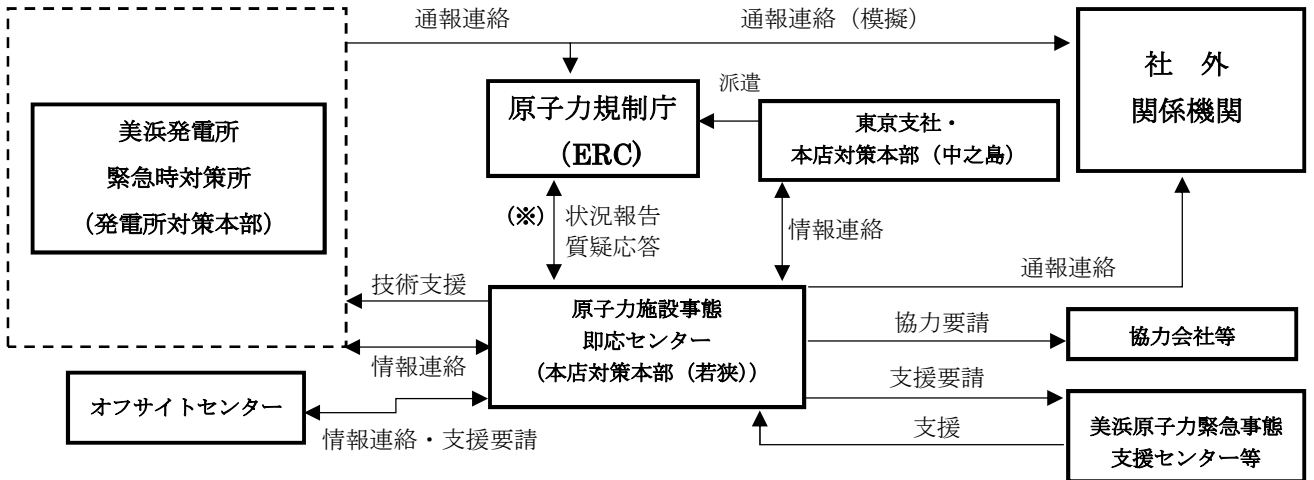 通報連絡
通報連絡（模擬）
社　外
関係機関
美浜発電所
緊急時対策所
（発電所対策本部）
原子力規制庁
（ERC）
派遣
東京支社・
本店対策本部（中之島）
(※)
状況報告
質疑応答
情報連絡
通報連絡
技術支援
原子力施設事態
即応センター
（本店対策本部（若狭））
協力要請
協力会社等
情報連絡
支援要請
オフサイトセンター
情報連絡・支援要請
支援
美浜原子力緊急事態
支援センター等